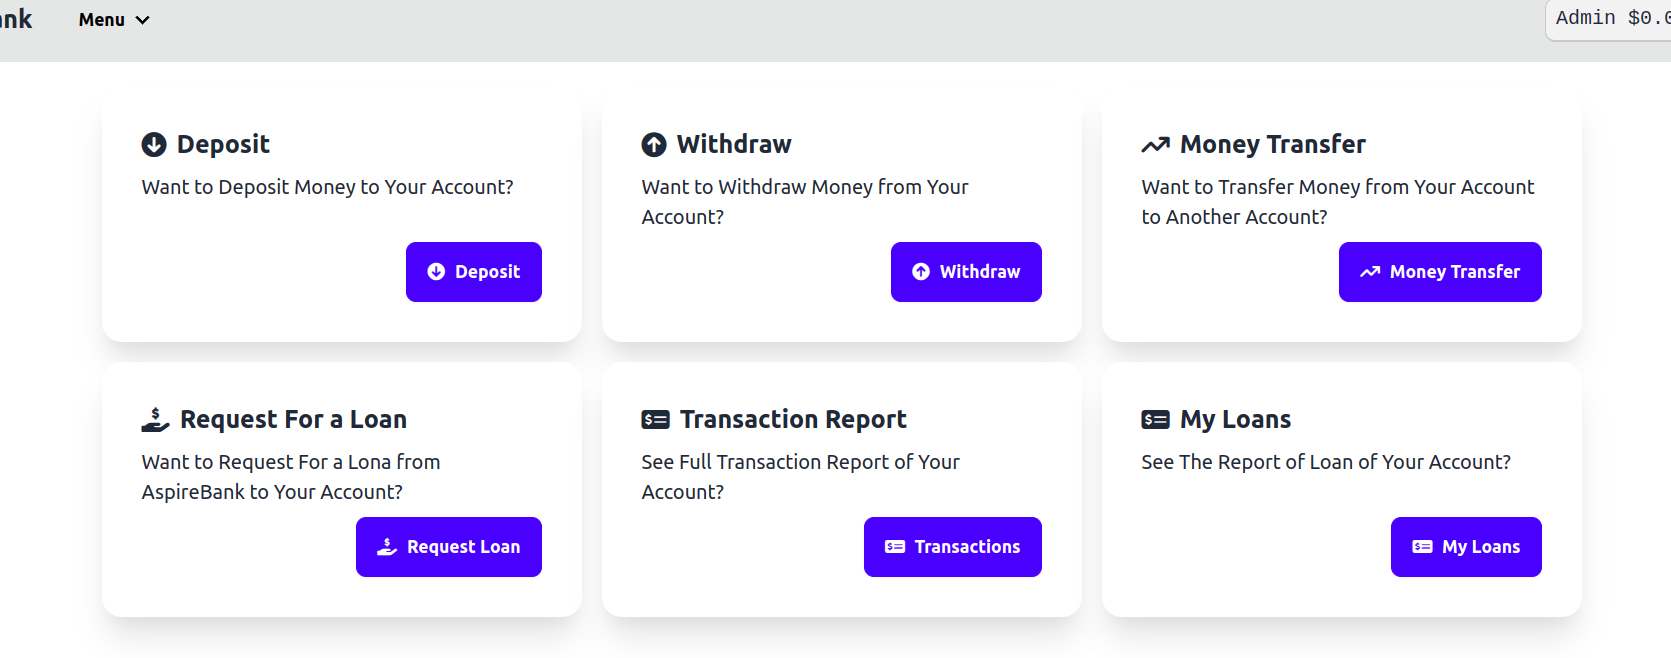 Menu
Admin $0.0
Deposit
Want to Deposit Money to Your Account?
Deposit
Withdraw
Want to Withdraw Money from Your
Account?
Withdraw
Money Transfer
Want to Transfer Money from Your Account
to Another Account?
Money Transfer
Request For a Loan
Want to Request For a Lona from
AspireBank to Your Account?
Request Loan
Transaction Report
See Full Transaction Report of Your
Account?
Transactions
My Loans
See The Report of Loan of Your Account?
My Loans